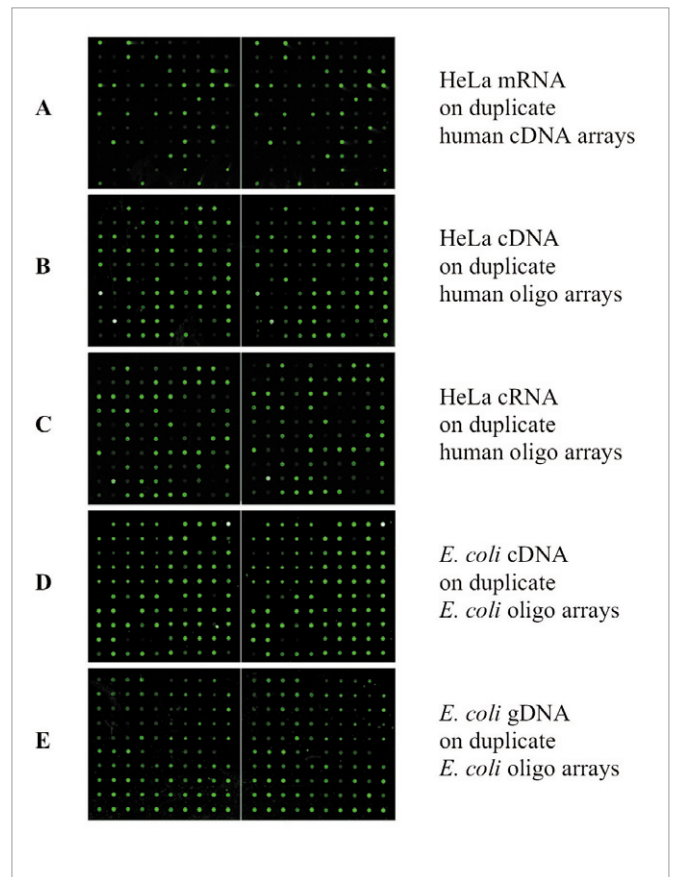 A
HeLa mRNA
on duplicate
human cDNA arrays
B
HeLa cDNA
on duplicate
human oligo arrays
C
HeLa cRNA
on duplicate
human oligo arrays
D
E. coli cDNA
on duplicate
E. coli oligo arrays
E
E. coli gDNA
on duplicate
E. coli oligo arrays